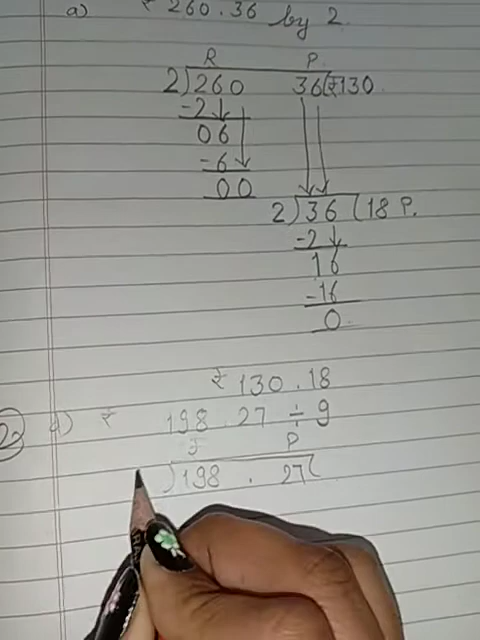 a) ₹ 260.36 by 2
R P
2)260 36(₹130
-2
06
-6
00
2)36(18 P.
-2
16
-16
0
₹ 130.18
a) ₹ 198.27 ÷ 9
₹ P
)198 . 27(